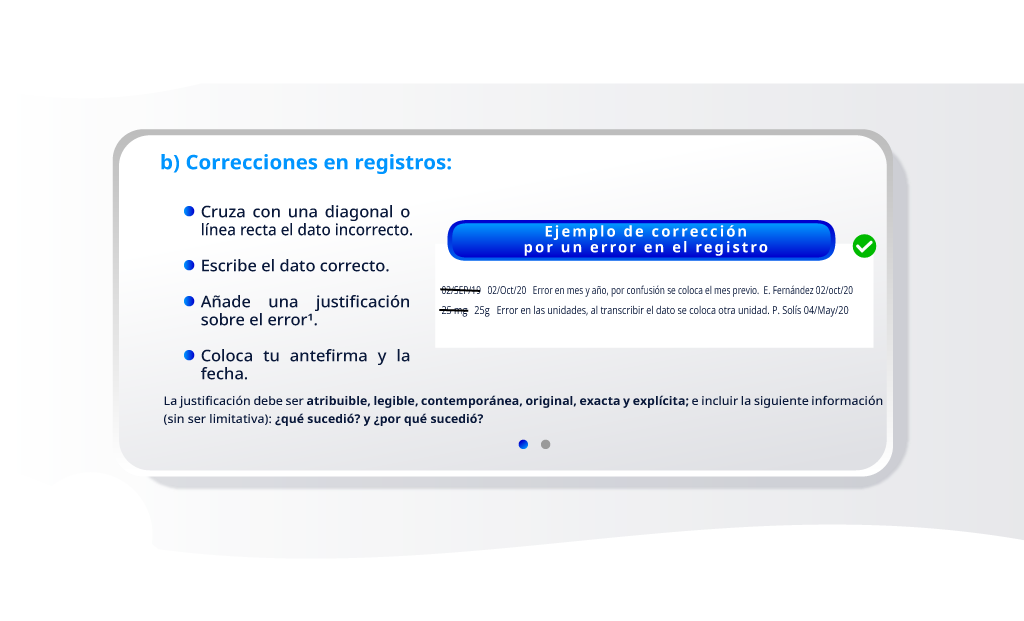 b) Correcciones en registros:
Cruza con una diagonal o
línea recta el dato incorrecto.
Escribe el dato correcto.
Añade una justificación
sobre el error¹.
Coloca tu antefirma y la
fecha.
Ejemplo de corrección
por un error en el registro
02/SEP/19 02/Oct/20 Error en mes y año, por confusión se coloca el mes previo. E. Fernández 02/oct/20
25 mg 25g Error en las unidades, al transcribir el dato se coloca otra unidad. P. Solís 04/May/20
La justificación debe ser atribuible, legible, contemporánea, original, exacta y explícita; e incluir la siguiente información
(sin ser limitativa): ¿qué sucedió? y ¿por qué sucedió?